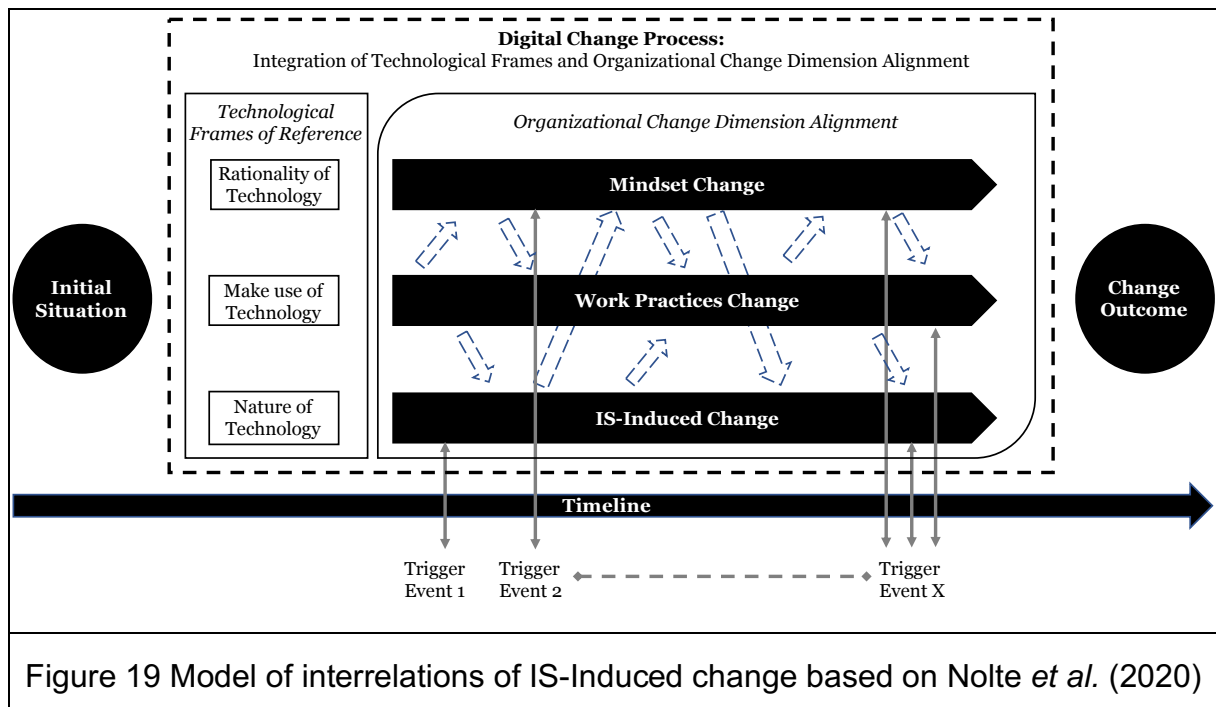 Digital Change Process:
Integration of Technological Frames and Organizational Change Dimension Alignment
Technological
Frames of Reference
Organizational Change Dimension Alignment
Rationality of
Technology
Mindset Change
Initial
Situation
Make use of
Technology
Work Practices Change
Change
Outcome
Nature of
Technology
IS-Induced Change
Timeline
Trigger
Event 1
Trigger
Event 2
Trigger
Event X
Figure 19 Model of interrelations of IS-Induced change based on Nolte et al. (2020)